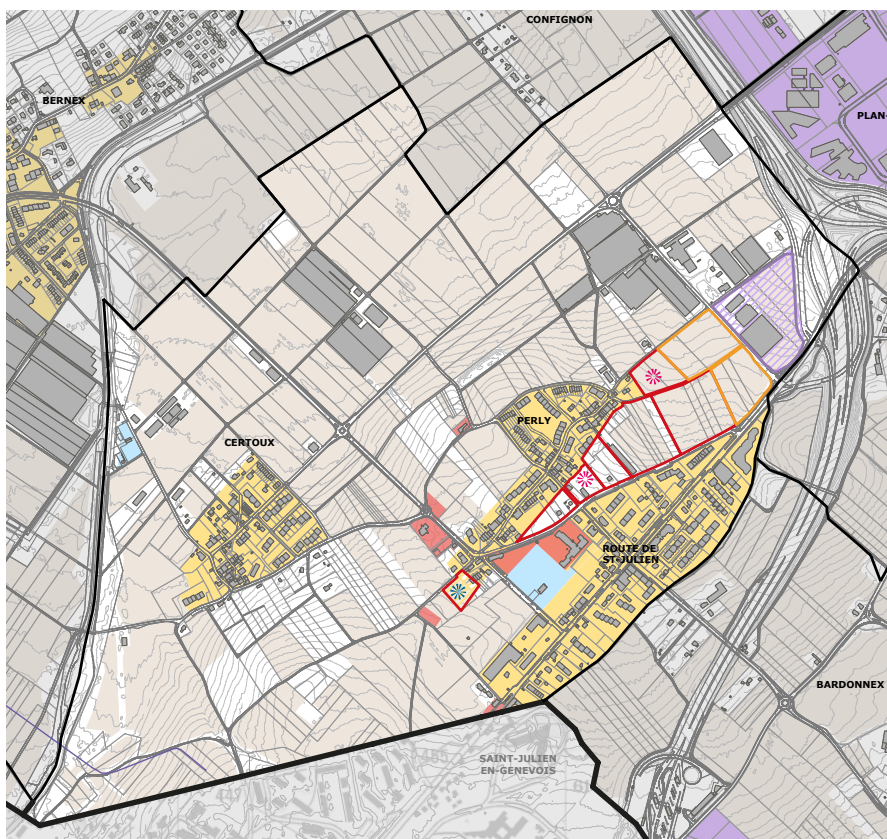 CONFIGNON
BERNEX
PLAN-
PERLY
CERTOUX
ROUTE DE
ST-JULIEN
BARDONNEX
SAINT-JULIEN
EN-GENEVOIS